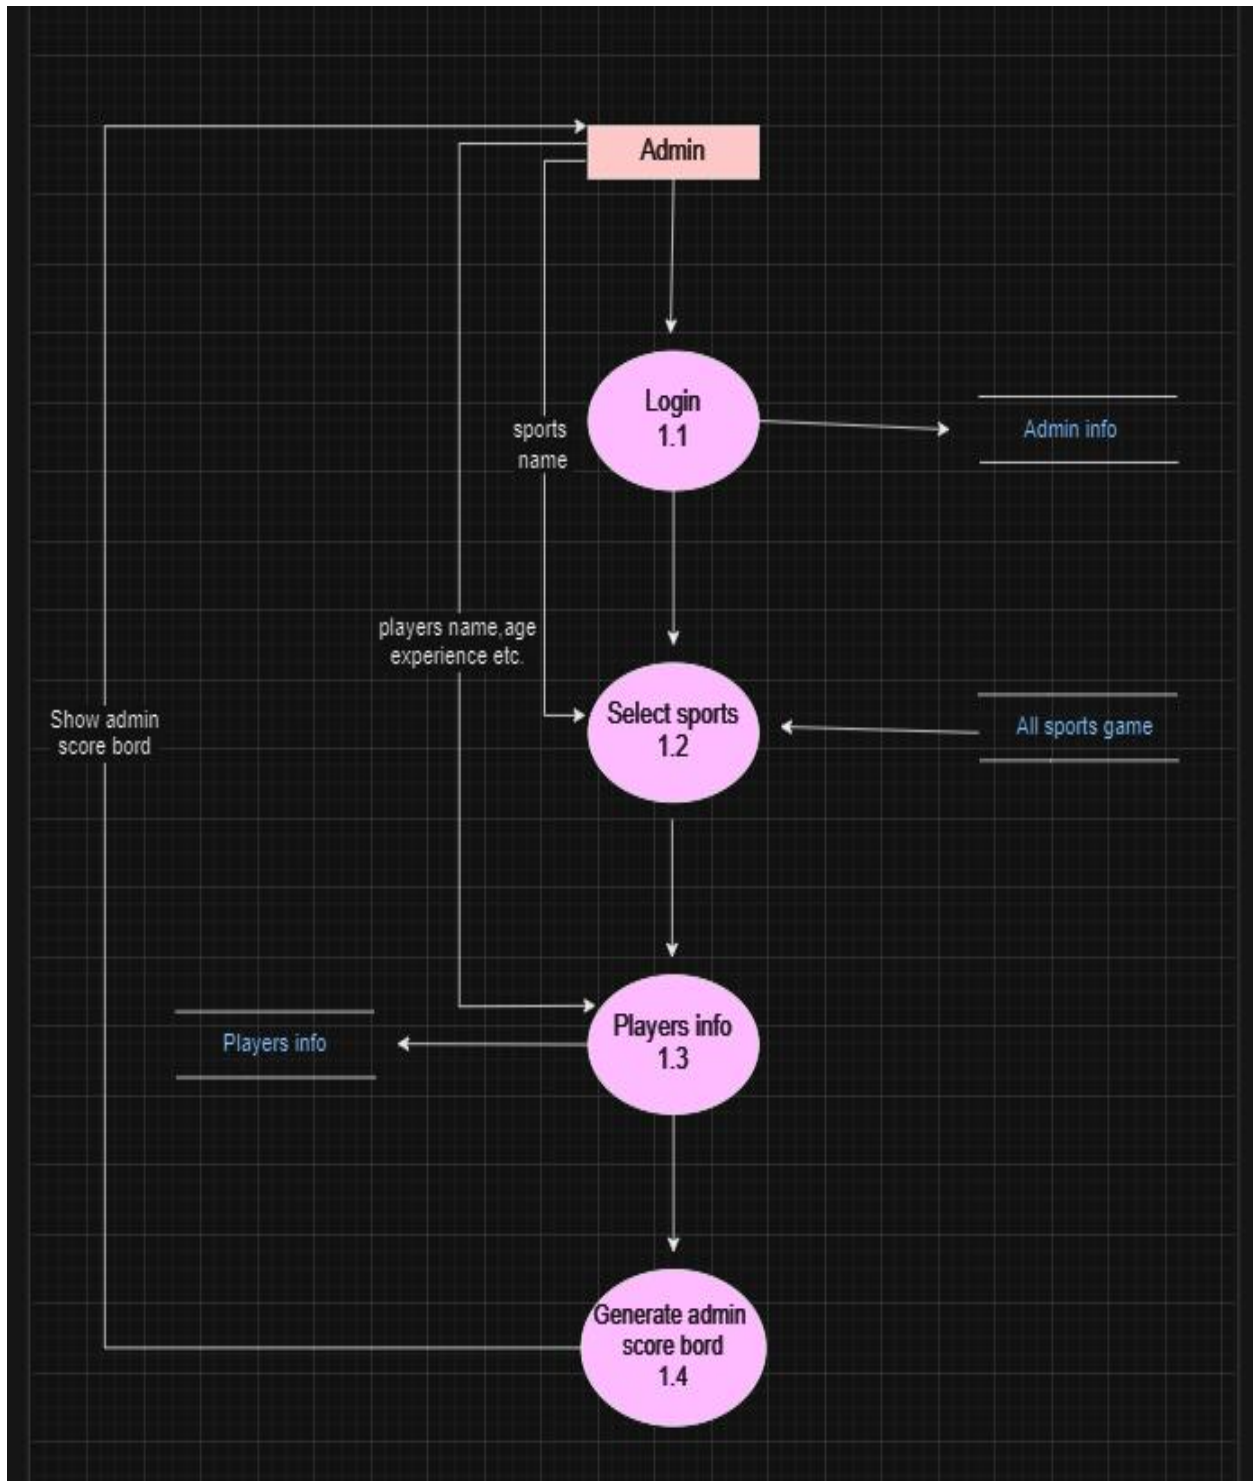 Admin
Login
1.1
Admin info
sports
name
players name,age
experience etc.
Select sports
1.2
All sports game
Show admin
score bord
Players info
1.3
Players info
Generate admin
score bord
1.4